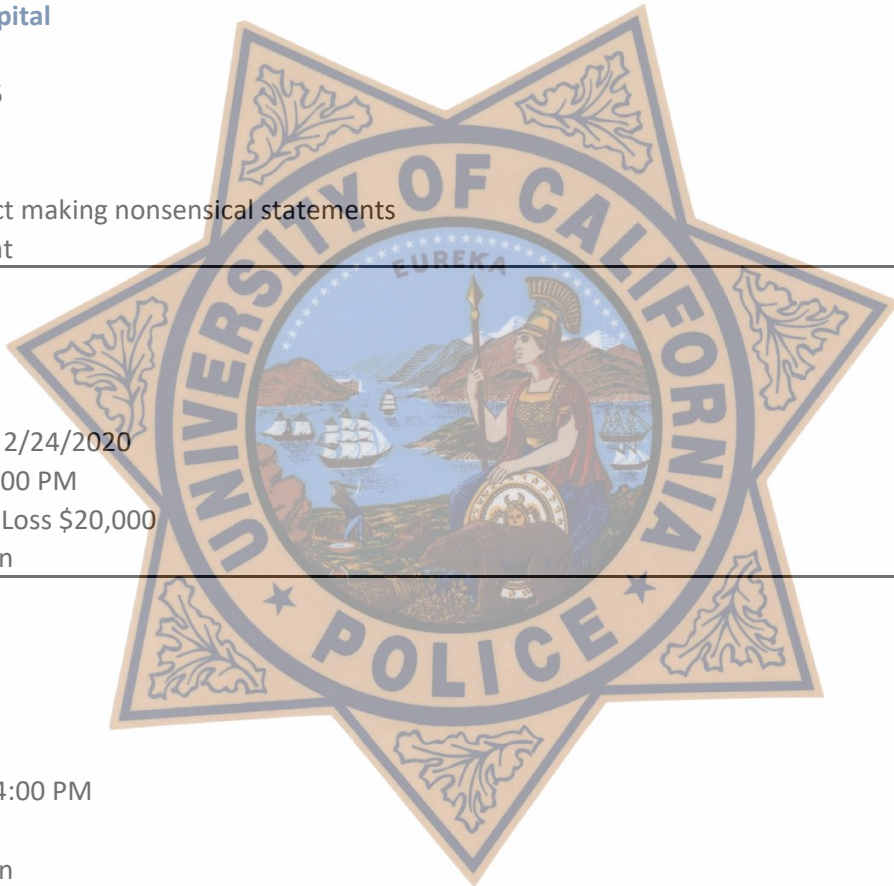 pital
ct making nonsensical statements
nt
UNIVERSITY OF CALIFORNIA
EUREKA
2/24/2020
:00 PM
Loss $20,000
n
POLICE
4:00 PM
n